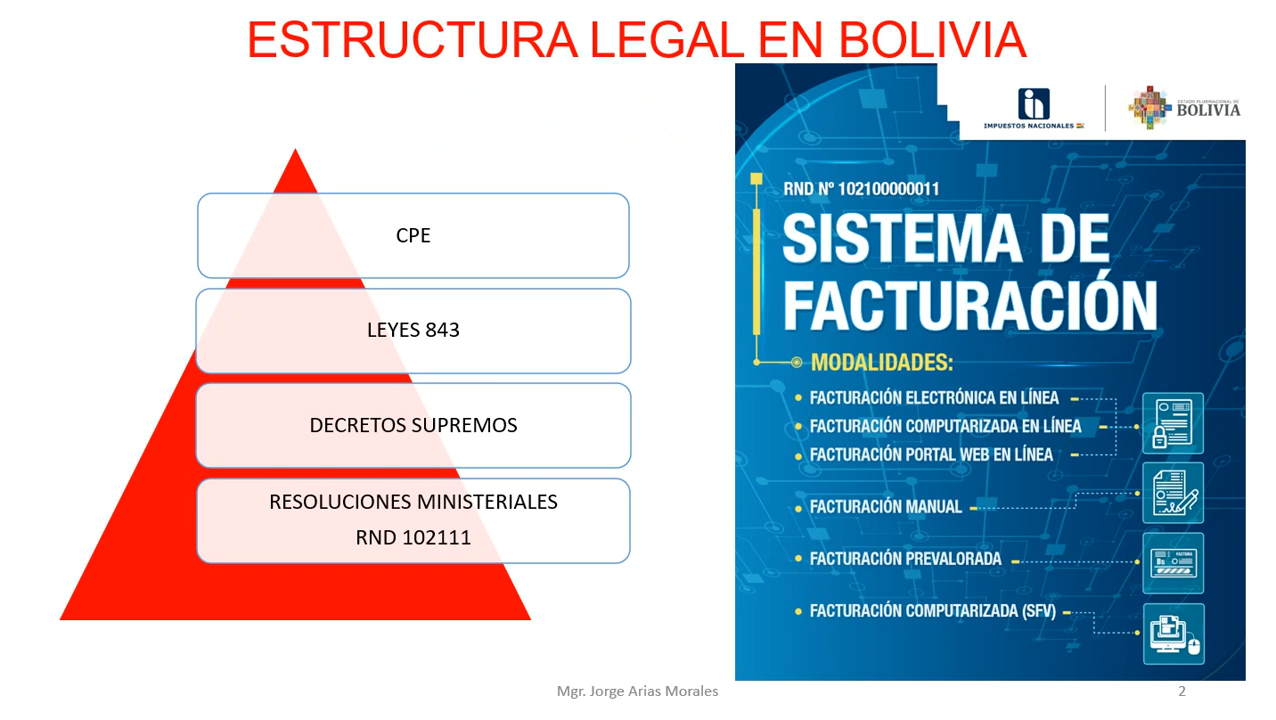 ESTRUCTURA LEGAL EN BOLIVIA
CPE
LEYES 843
DECRETOS SUPREMOS
RESOLUCIONES MINISTERIALES
RND 102111
IMPUESTOS NACIONALES
ESTADO PLURINACIONAL DE
BOLIVIA
RND Nº 102100000011
SISTEMA DE
FACTURACIÓN
MODALIDADES:
• FACTURACIÓN ELECTRÓNICA EN LÍNEA
• FACTURACIÓN COMPUTARIZADA EN LÍNEA
• FACTURACIÓN PORTAL WEB EN LÍNEA
• FACTURACIÓN MANUAL
• FACTURACIÓN PREVALORADA
FACTURA
Bs
• FACTURACIÓN COMPUTARIZADA (SFV)
Mgr. Jorge Arias Morales
2